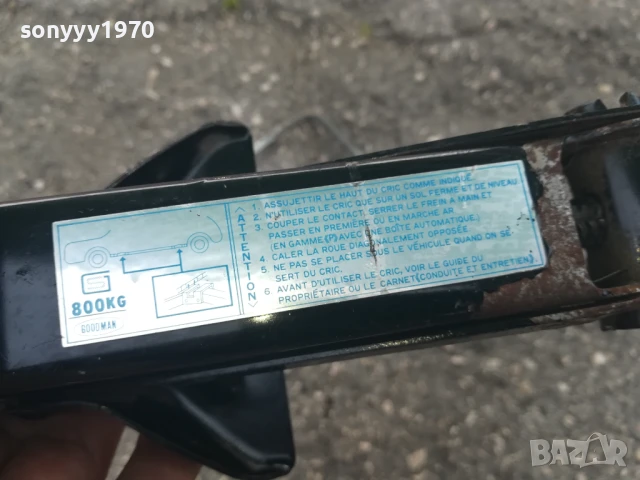 sonyyy1970
G
800KG
GOODMAN
ATTENTION
1. ASSUJETTIR LE HAUT DU CRIC COMME INDIQUÉ.
2. N'UTILISER LE CRIC QUE SUR UN SOL FERME ET DE NIVEAU
3. COUPER LE CONTACT, SERRER LE FREIN A MAIN ET
PASSER EN PREMIÈRE OU EN MARCHE AR
(EN GAMME(P)AVEC UNE BOÎTE AUTOMATIQUE)
4. CALER LA ROUE DIAGONALEMENT OPPOSÉE
5. NE PAS SE PLACER SOUS LE VÉHICULE QUAND ON SE
SERT DU CRIC.
6. AVANT D'UTILISER LE CRIC, VOIR LE GUIDE DU
PROPRIÉTAIRE OU LE CARNET(CONDUITE ET ENTRETIEN)
BAZAR